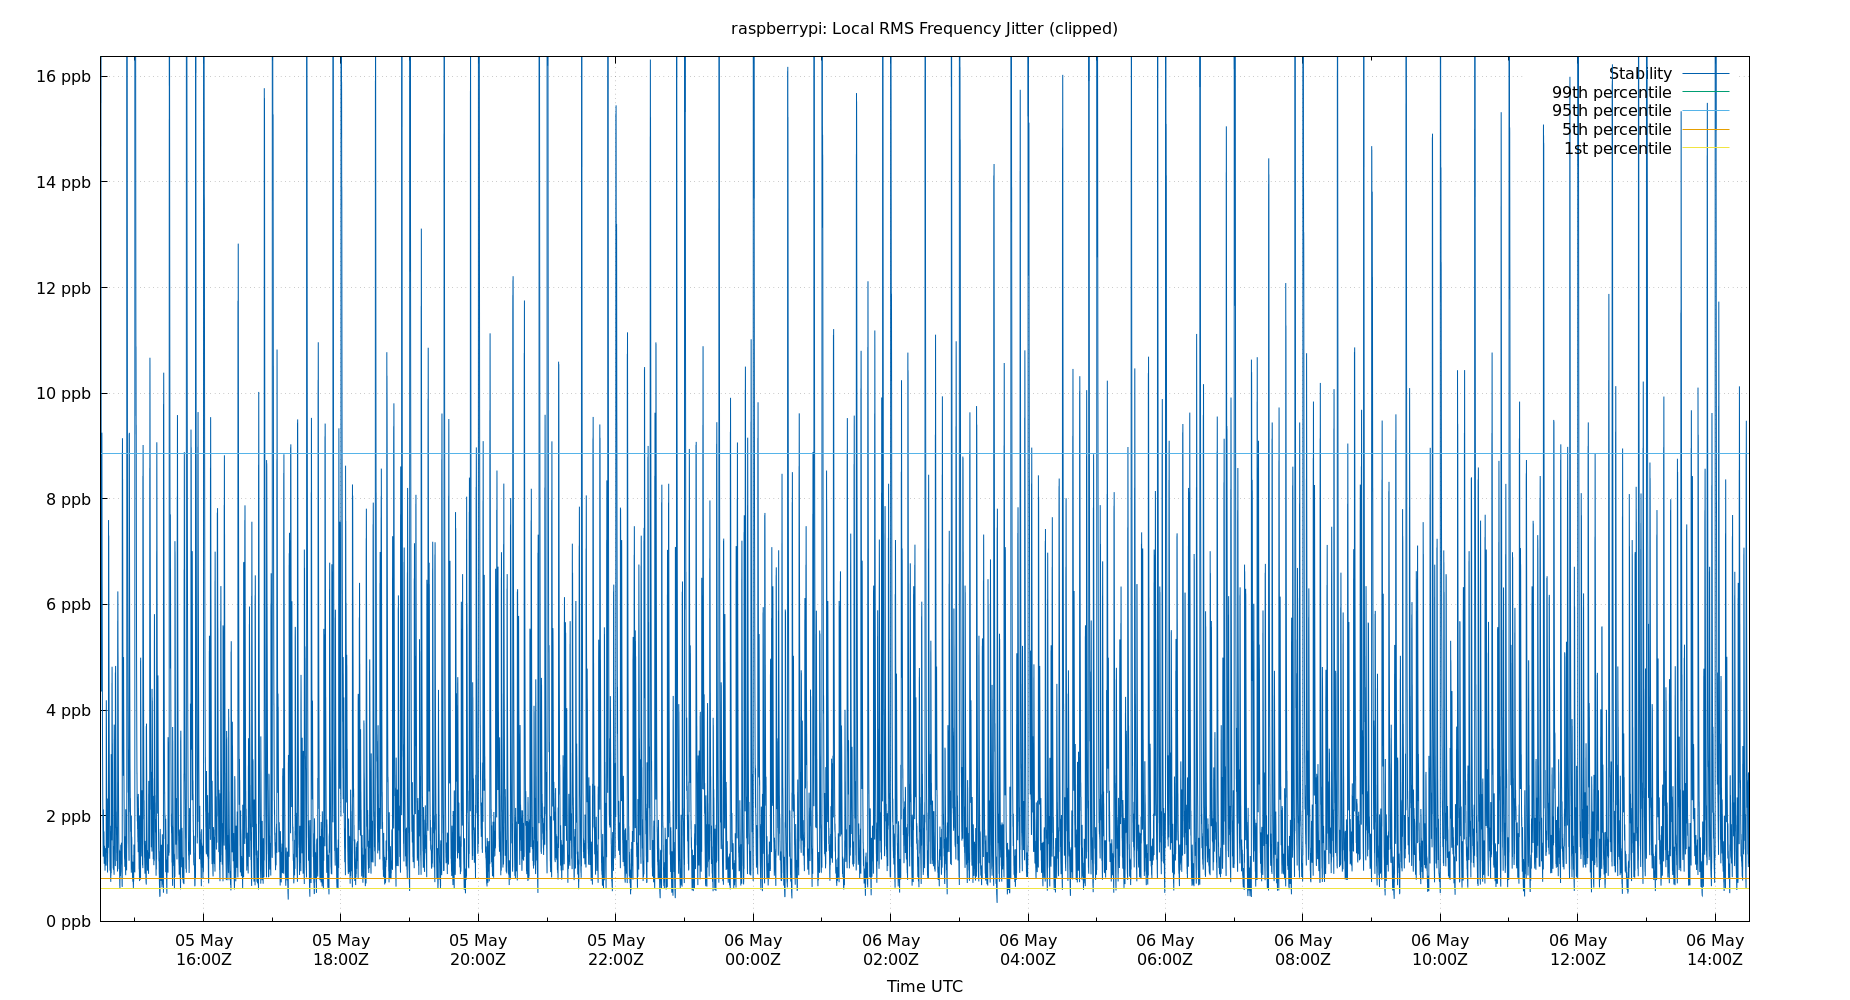 raspberrypi: Local RMS Frequency Jitter (clipped)
16 ppb
14 ppb
12 ppb
10 ppb
8 ppb
6 ppb
4 ppb
2 ppb
0 ppb
Stability
99th percentile
95th percentile
5th percentile
1st percentile
05 May 05 May 05 May 05 May 06 May 06 May 06 May 06 May 06 May 06 May 06 May 06 May
16:00Z 18:00Z 20:00Z 22:00Z 00:00Z 02:00Z 04:00Z 06:00Z 08:00Z 10:00Z 12:00Z 14:00Z
Time UTC